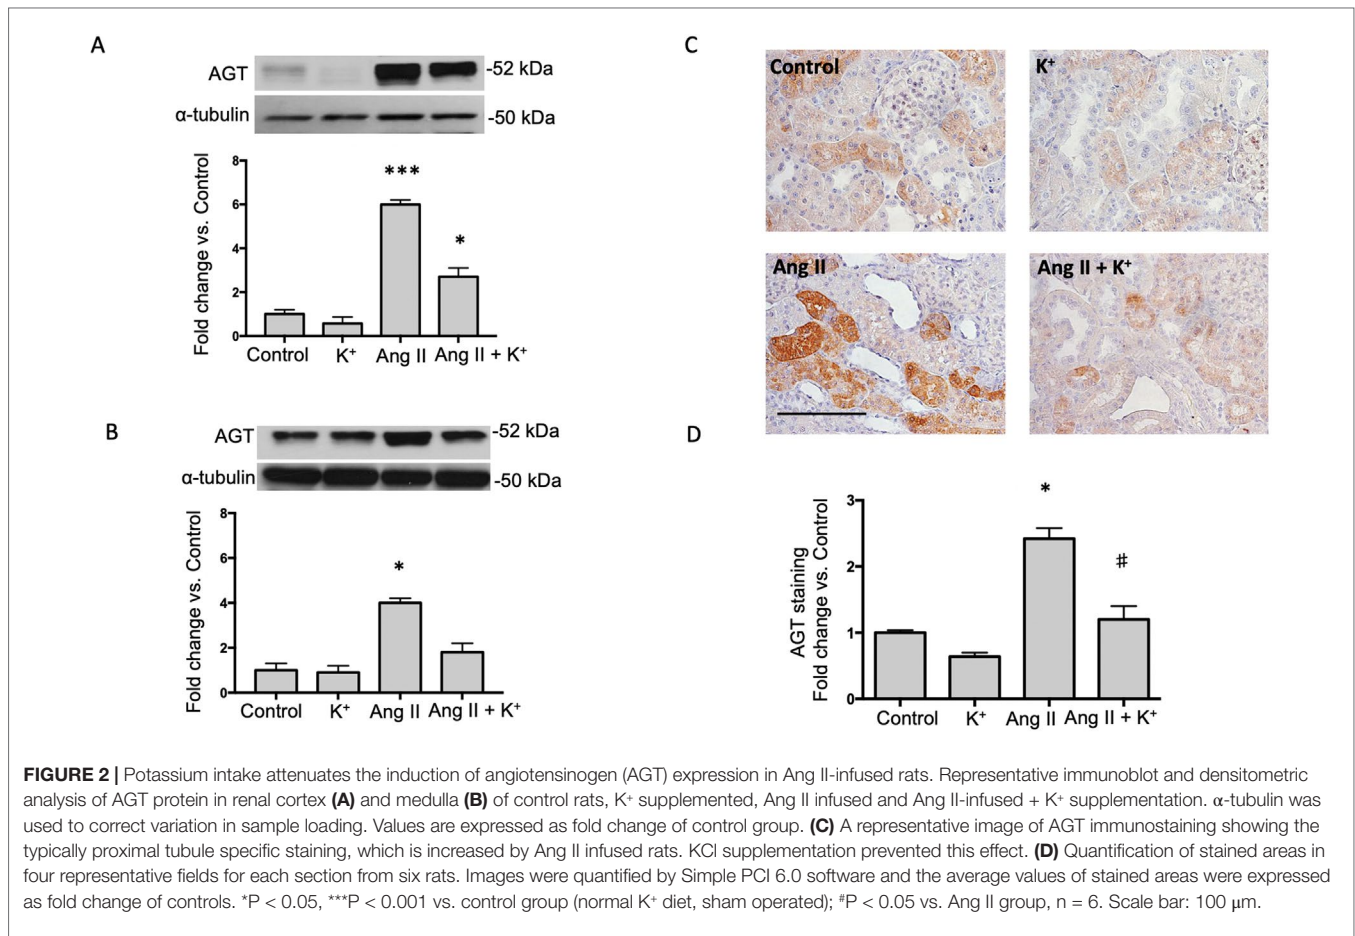 A
AGT
-52 kDa
α-tubulin
-50 kDa
Fold change vs. Control
8
6
4
2
0
***
*
Control K⁺ Ang II Ang II + K⁺
B
AGT
-52 kDa
α-tubulin
-50 kDa
Fold change vs. Control
8
6
4
2
0
*
Control K⁺ Ang II Ang II + K⁺
C
Control
K⁺
Ang II
Ang II + K⁺
D
AGT staining
Fold change vs. Control
3
2
1
0
*
#
Control K⁺ Ang II Ang II + K⁺
FIGURE 2 | Potassium intake attenuates the induction of angiotensinogen (AGT) expression in Ang II-infused rats. Representative immunoblot and densitometric
analysis of AGT protein in renal cortex (A) and medulla (B) of control rats, K⁺ supplemented, Ang II infused and Ang II-infused + K⁺ supplementation. α-tubulin was
used to correct variation in sample loading. Values are expressed as fold change of control group. (C) A representative image of AGT immunostaining showing the
typically proximal tubule specific staining, which is increased by Ang II infused rats. KCl supplementation prevented this effect. (D) Quantification of stained areas in
four representative fields for each section from six rats. Images were quantified by Simple PCI 6.0 software and the average values of stained areas were expressed
as fold change of controls. *P < 0.05, ***P < 0.001 vs. control group (normal K⁺ diet, sham operated); #P < 0.05 vs. Ang II group, n = 6. Scale bar: 100 μm.